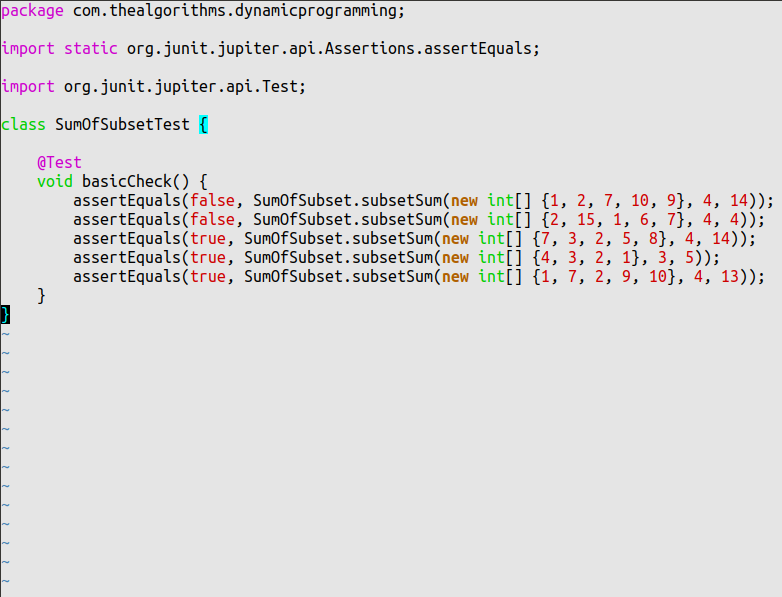 package com.thealgorithms.dynamicprogramming;

import static org.junit.jupiter.api.Assertions.assertEquals;

import org.junit.jupiter.api.Test;

class SumOfSubsetTest {

    @Test
    void basicCheck() {
        assertEquals(false, SumOfSubset.subsetSum(new int[] {1, 2, 7, 10, 9}, 4, 14));
        assertEquals(false, SumOfSubset.subsetSum(new int[] {2, 15, 1, 6, 7}, 4, 4));
        assertEquals(true, SumOfSubset.subsetSum(new int[] {7, 3, 2, 5, 8}, 4, 14));
        assertEquals(true, SumOfSubset.subsetSum(new int[] {4, 3, 2, 1}, 3, 5));
        assertEquals(true, SumOfSubset.subsetSum(new int[] {1, 7, 2, 9, 10}, 4, 13));
    }
}
~
~
~
~
~
~
~
~
~
~
~
~
~
~